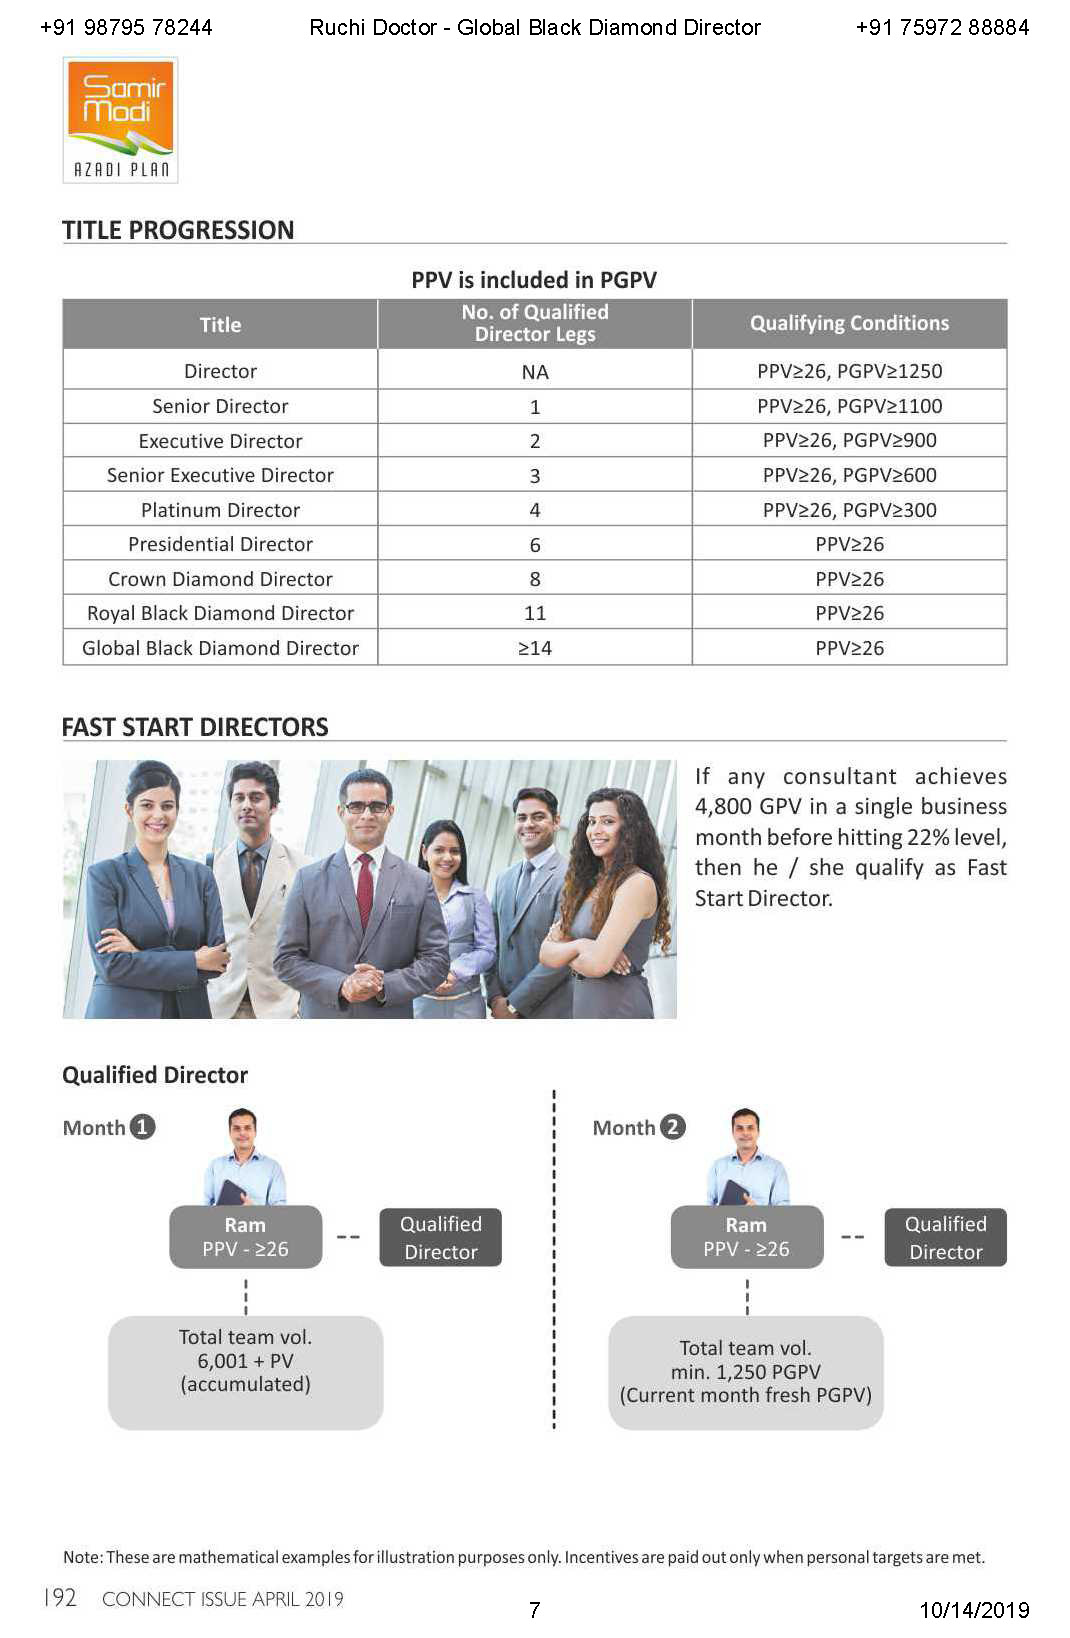 +91 98795 78244 Ruchi Doctor - Global Black Diamond Director +91 75972 88884
Samir
Modi
AZADI PLAN
TITLE PROGRESSION
PPV is included in PGPV
Title No. of Qualified Director Legs Qualifying Conditions
Director NA PPV≥26, PGPV≥1250
Senior Director 1 PPV≥26, PGPV≥1100
Executive Director 2 PPV≥26, PGPV≥900
Senior Executive Director 3 PPV≥26, PGPV≥600
Platinum Director 4 PPV≥26, PGPV≥300
Presidential Director 6 PPV≥26
Crown Diamond Director 8 PPV≥26
Royal Black Diamond Director 11 PPV≥26
Global Black Diamond Director ≥14 PPV≥26
FAST START DIRECTORS
If any consultant achieves
4,800 GPV in a single business
month before hitting 22% level,
then he / she qualify as Fast
Start Director.
Qualified Director
Month 1
Ram
PPV - ≥26
Qualified
Director
Total team vol.
6,001 + PV
(accumulated)
Month 2
Ram
PPV - ≥26
Qualified
Director
Total team vol.
min. 1,250 PGPV
(Current month fresh PGPV)
Note: These are mathematical examples for illustration purposes only. Incentives are paid out only when personal targets are met.
192 CONNECT ISSUE APRIL 2019
7 10/14/2019